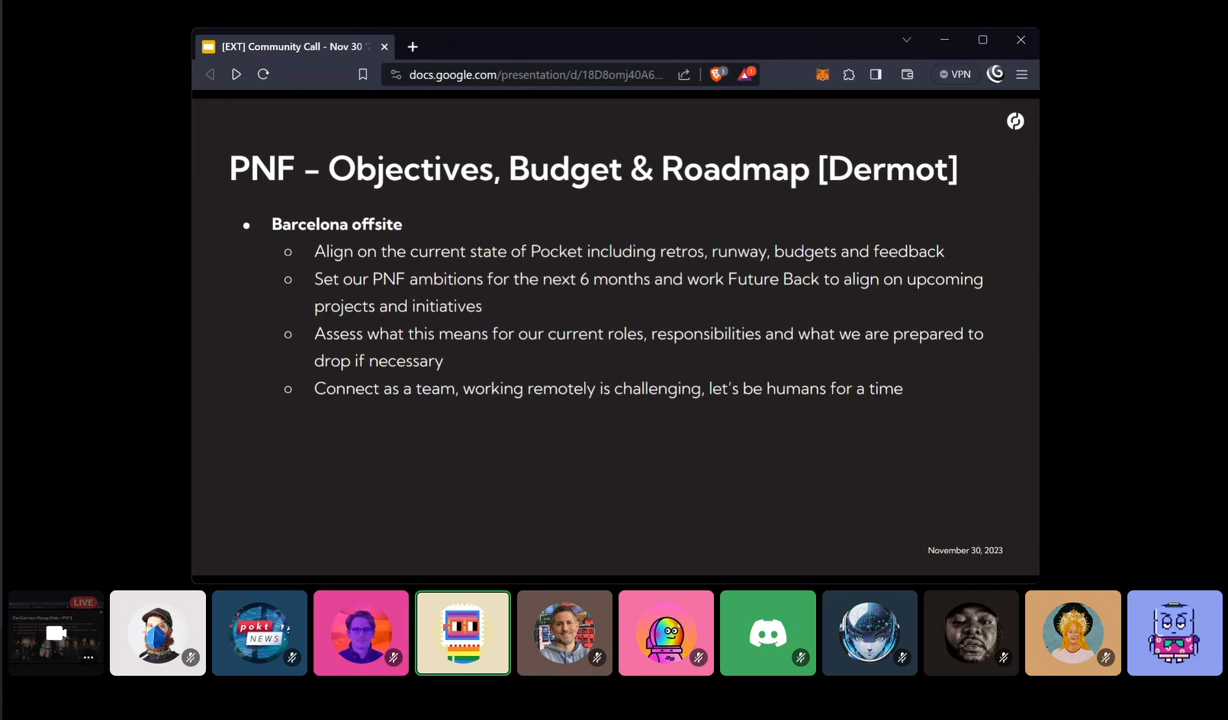 [EXT] Community Call - Nov 30
docs.google.com/presentation/d/18D8omj40A6...
VPN
PNF - Objectives, Budget & Roadmap [Dermot]
● Barcelona offsite
○ Align on the current state of Pocket including retros, runway, budgets and feedback
○ Set our PNF ambitions for the next 6 months and work Future Back to align on upcoming
projects and initiatives
○ Assess what this means for our current roles, responsibilities and what we are prepared to
drop if necessary
○ Connect as a team, working remotely is challenging, let's be humans for a time
November 30, 2023
LIVE
pokt
NEWS